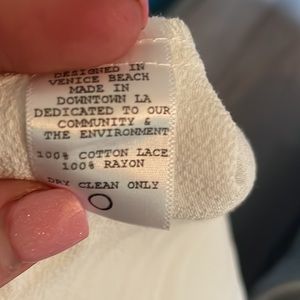 DESIGNED IN
VENICE BEACH
MADE IN
DOWNTOWN LA
DEDICATED TO OUR
COMMUNITY &
THE ENVIRONMENT
100% COTTON LACE
100% RAYON
DRY CLEAN ONLY